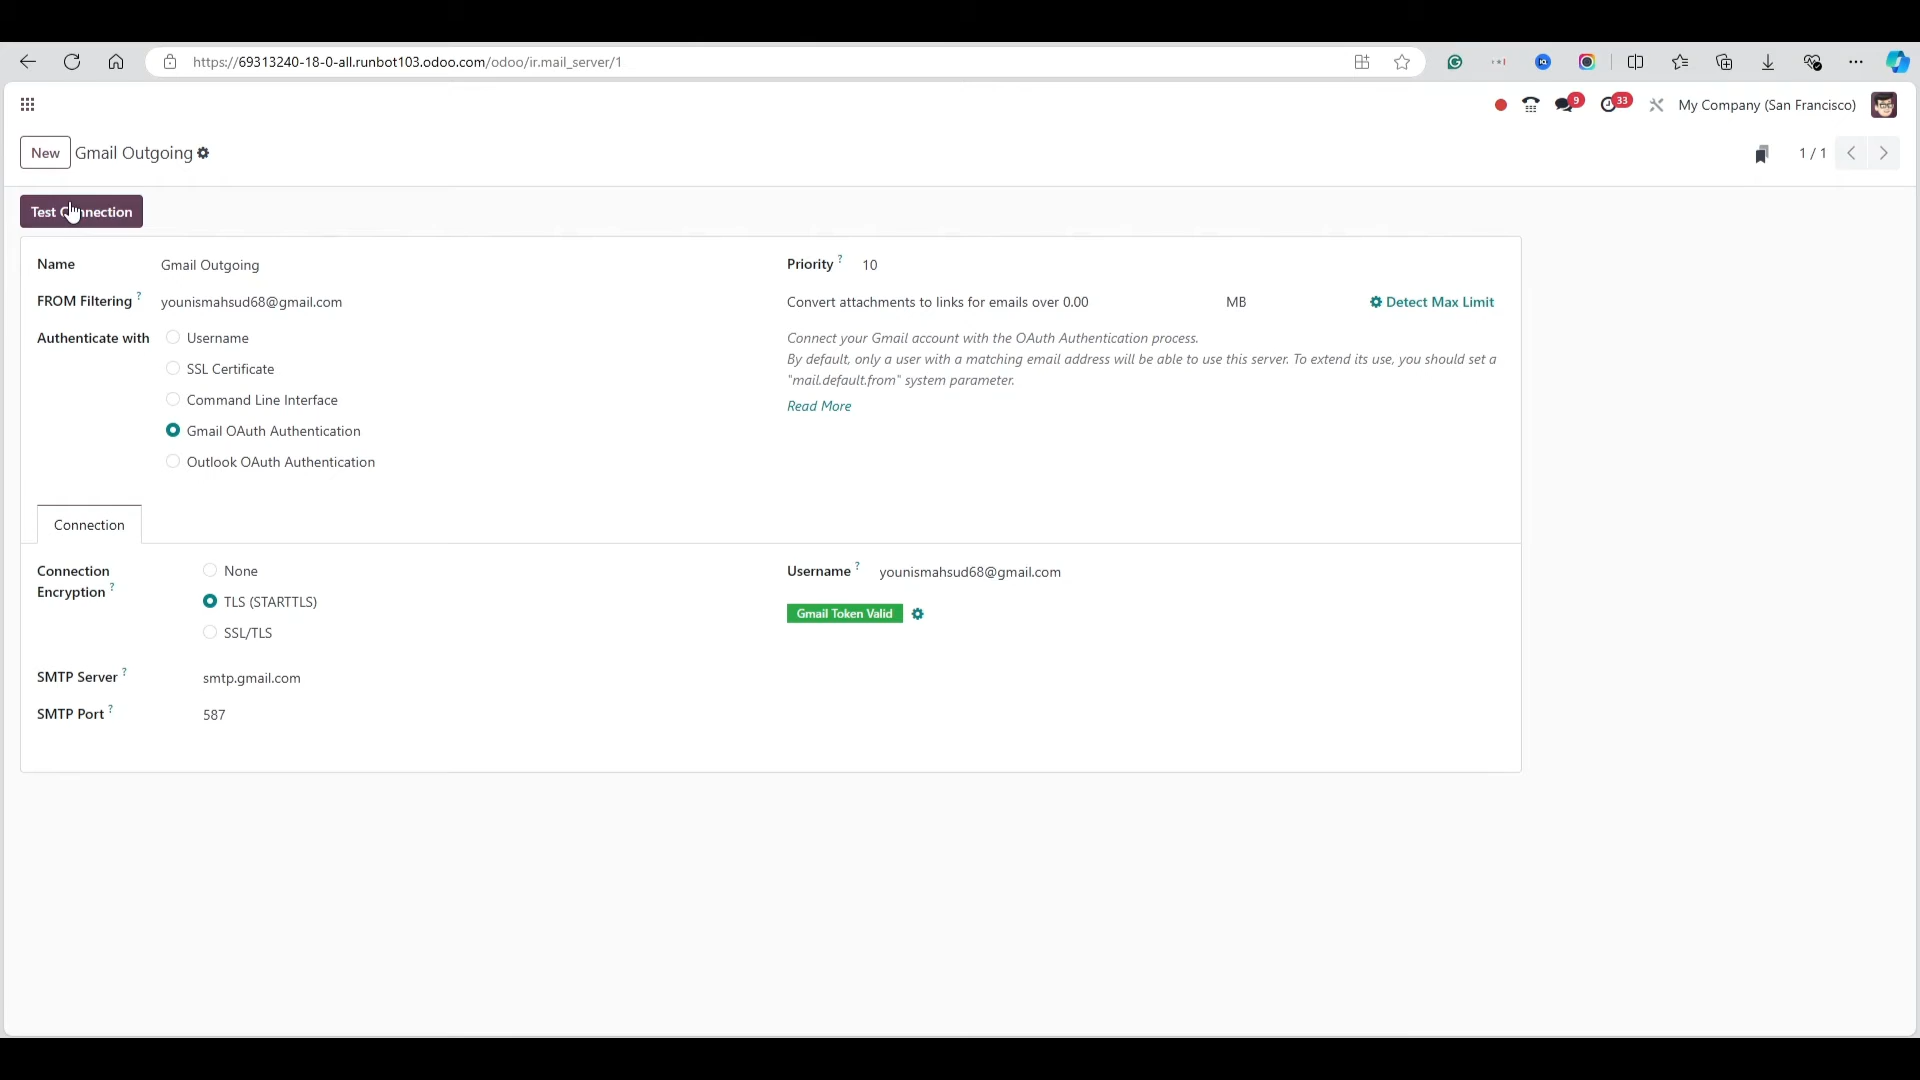 https://69313240-18-0-all.runbot103.odoo.com/odoo/ir.mail_server/1
9
33
My Company (San Francisco)
New
Gmail Outgoing
1 / 1
Test Connection
Name
Gmail Outgoing
Priority ?
10
FROM Filtering ?
younismahsud68@gmail.com
Convert attachments to links for emails over 0.00
MB
Detect Max Limit
Authenticate with
Username
SSL Certificate
Command Line Interface
Gmail OAuth Authentication
Outlook OAuth Authentication
Connect your Gmail account with the OAuth Authentication process.
By default, only a user with a matching email address will be able to use this server. To extend its use, you should set a
"mail.default.from" system parameter.
Read More
Connection
Connection
Encryption ?
None
TLS (STARTTLS)
SSL/TLS
Username ?
younismahsud68@gmail.com
Gmail Token Valid
SMTP Server ?
smtp.gmail.com
SMTP Port ?
587